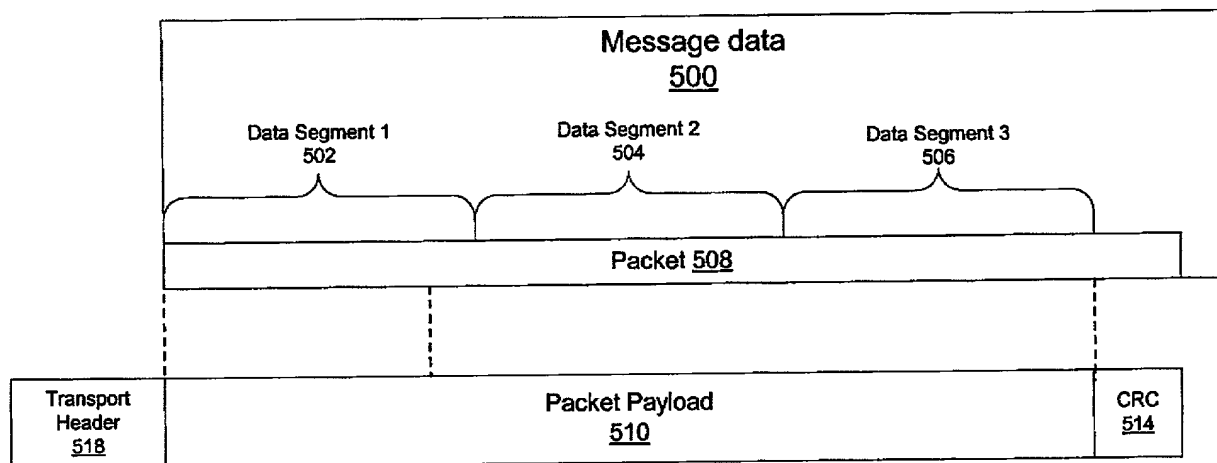 Message data
500
Data Segment 1
502
Data Segment 2
504
Data Segment 3
506
Packet 508
Transport
Header
518
Packet Payload
510
CRC
514